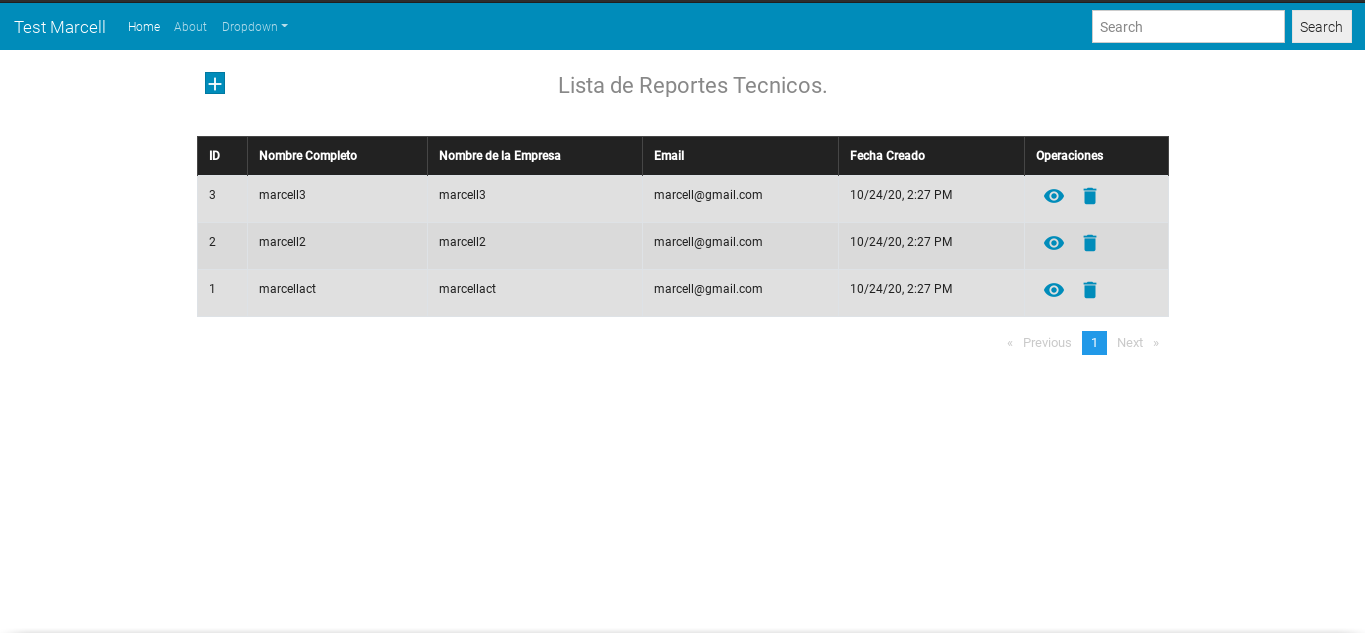 Test Marcell Home About Dropdown Search Search
Lista de Reportes Tecnicos.
ID Nombre Completo Nombre de la Empresa Email Fecha Creado Operaciones
3 marcell3 marcell3 marcell@gmail.com 10/24/20, 2:27 PM
2 marcell2 marcell2 marcell@gmail.com 10/24/20, 2:27 PM
1 marcellact marcellact marcell@gmail.com 10/24/20, 2:27 PM
« Previous 1 Next »